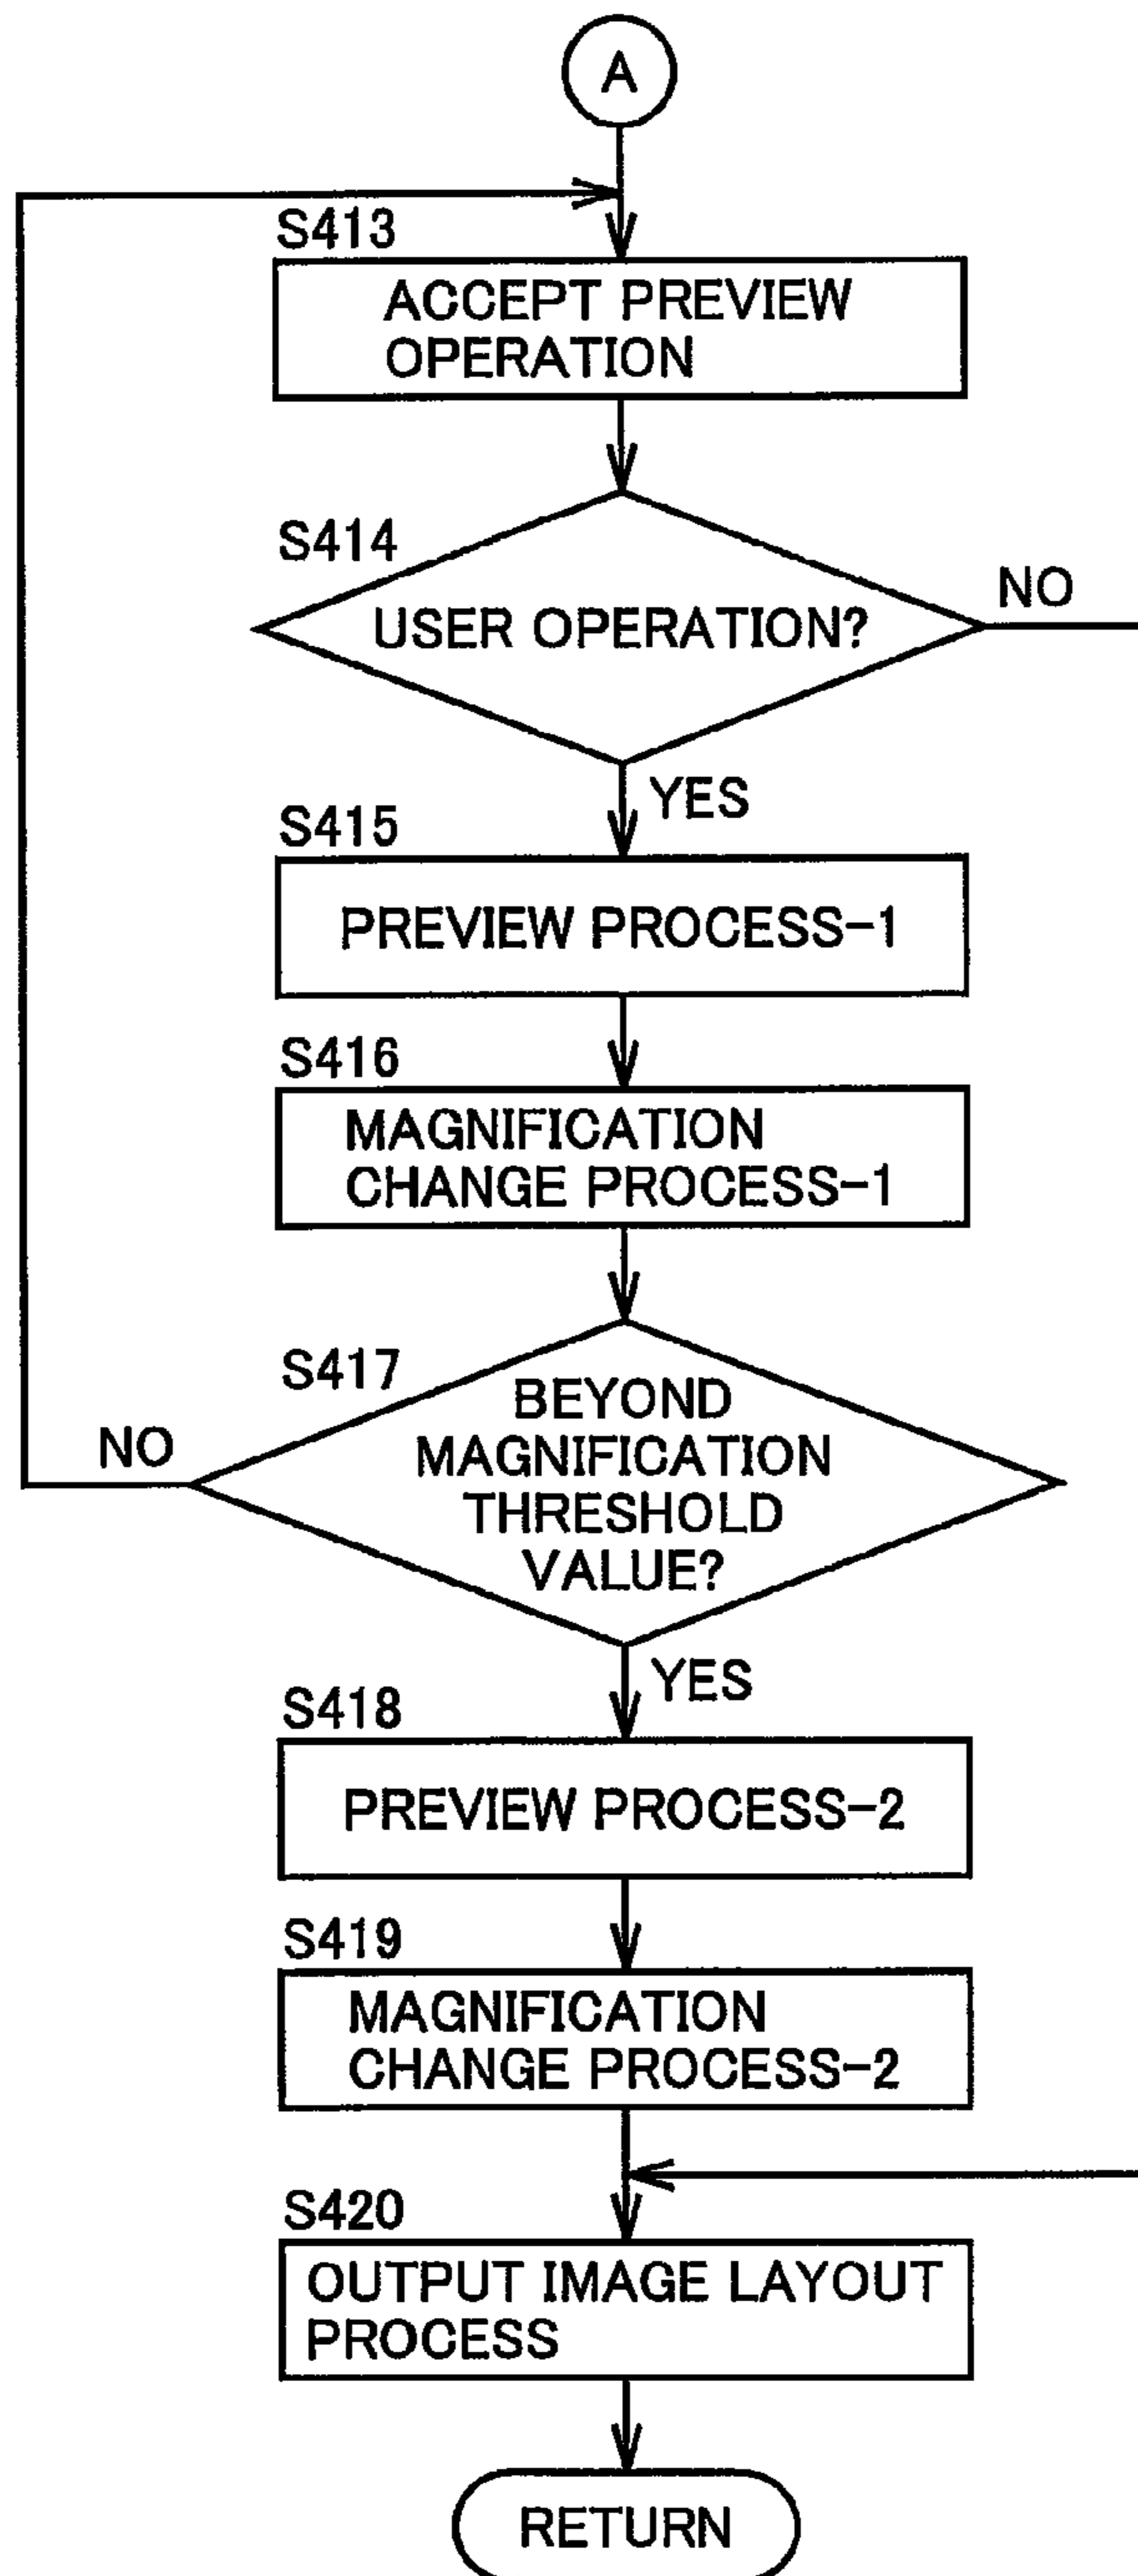 A
S413
ACCEPT PREVIEW
OPERATION
S414
USER OPERATION?
NO
YES
S415
PREVIEW PROCESS-1
S416
MAGNIFICATION
CHANGE PROCESS-1
S417
BEYOND
MAGNIFICATION
THRESHOLD
VALUE?
NO
YES
S418
PREVIEW PROCESS-2
S419
MAGNIFICATION
CHANGE PROCESS-2
S420
OUTPUT IMAGE LAYOUT
PROCESS
RETURN